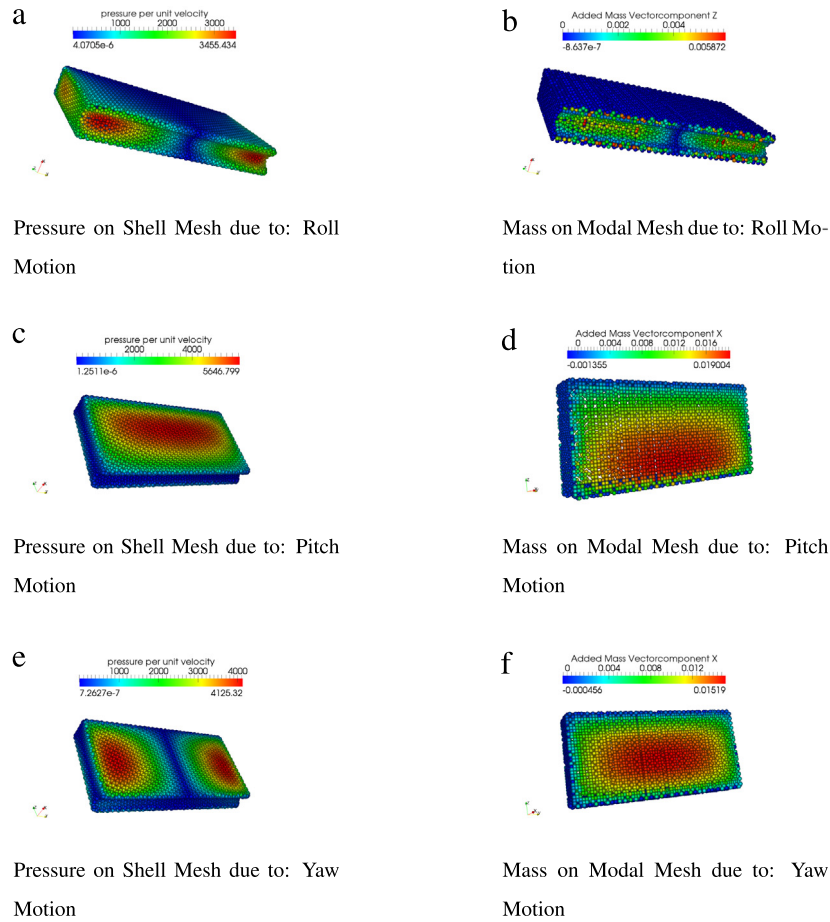 a
pressure per unit velocity
1000 2000 3000
4.0705e-6 3455.434
Pressure on Shell Mesh due to: Roll
Motion
b
Added Mass Vectorcomponent Z
0 0.002 0.004
-8.637e-7 0.005872
Mass on Modal Mesh due to: Roll Mo-
tion
c
pressure per unit velocity
2000 4000
1.2511e-6 5646.799
Pressure on Shell Mesh due to: Pitch
Motion
d
Added Mass Vectorcomponent X
0 0.004 0.008 0.012 0.016
-0.001355 0.019004
Mass on Modal Mesh due to: Pitch
Motion
e
pressure per unit velocity
1000 2000 3000 4000
7.2627e-7 4125.32
Pressure on Shell Mesh due to: Yaw
Motion
f
Added Mass Vectorcomponent X
0 0.004 0.008 0.012
-0.000456 0.01519
Mass on Modal Mesh due to: Yaw
Motion